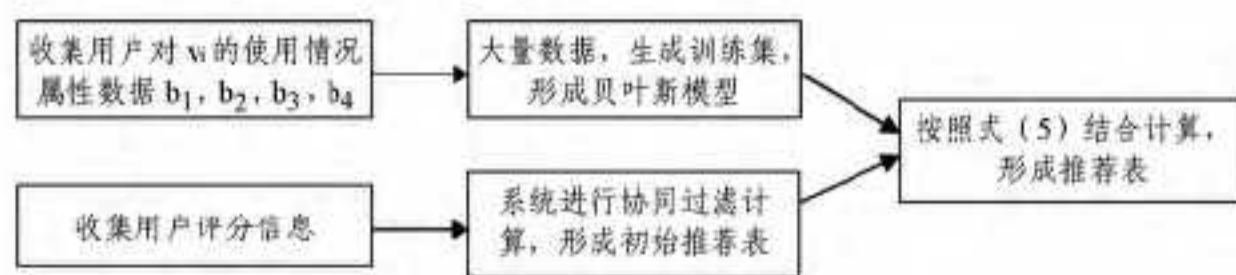 收集用户对 vi 的使用情况
属性数据 b1, b2, b3, b4
大量数据，生成训练集，
形成贝叶斯模型
收集用户评分信息
系统进行协同过滤计
算，形成初始推荐表
按照式（5）结合计算，
形成推荐表